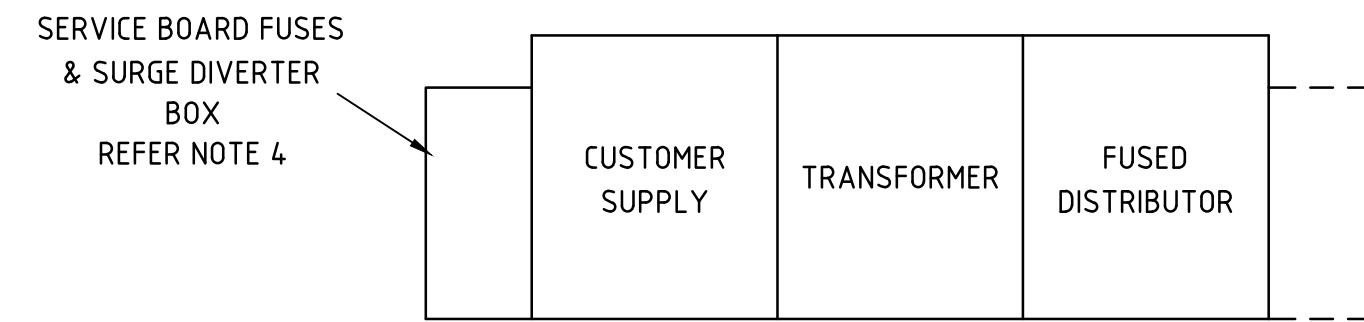 SERVICE BOARD FUSES
& SURGE DIVERTER
BOX
REFER NOTE 4
CUSTOMER
SUPPLY
TRANSFORMER
FUSED
DISTRIBUTOR